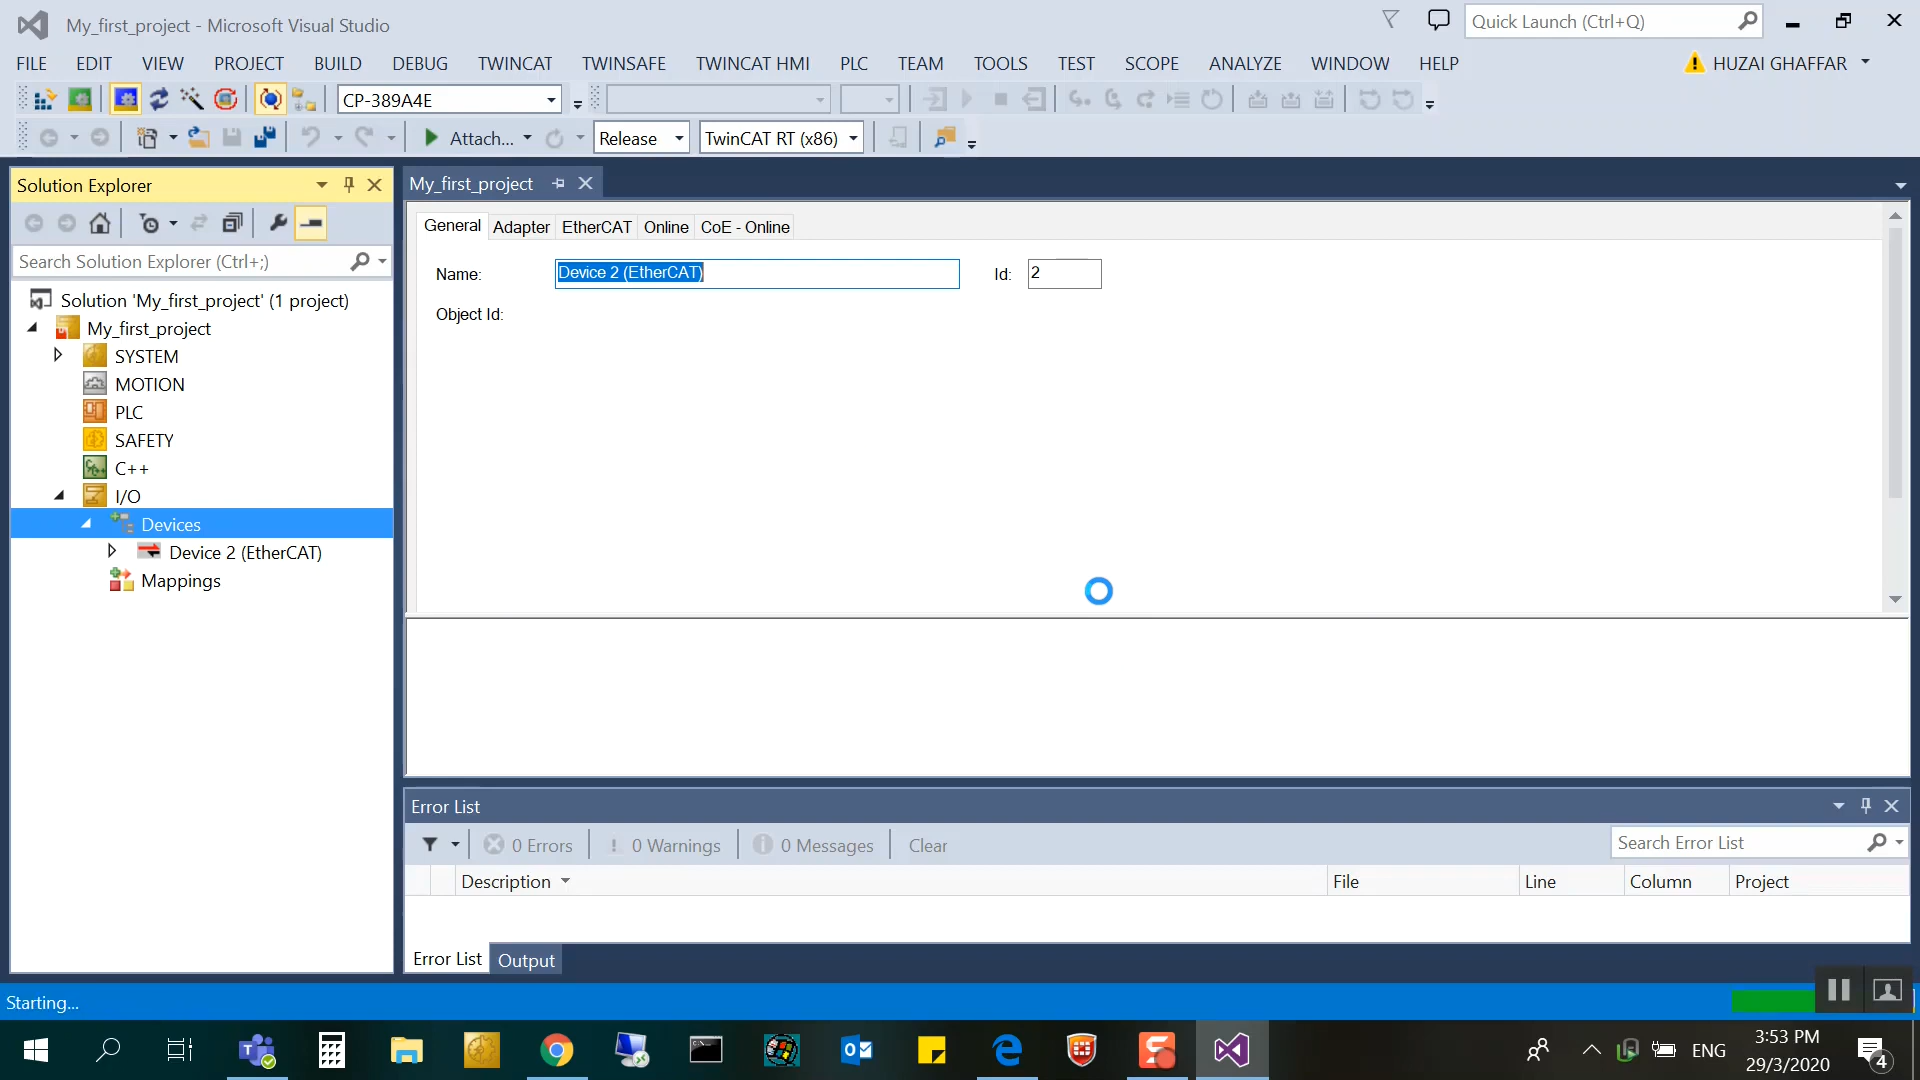 My_first_project - Microsoft Visual Studio
Quick Launch (Ctrl+Q)
FILE EDIT VIEW PROJECT BUILD DEBUG TWINCAT TWINSAFE TWINCAT HMI PLC TEAM TOOLS TEST SCOPE ANALYZE WINDOW HELP
HUZAI GHAFFAR
CP-389A4E
Attach...
Release
TwinCAT RT (x86)
Solution Explorer
Search Solution Explorer (Ctrl+;)
Solution 'My_first_project' (1 project)
My_first_project
SYSTEM
MOTION
PLC
SAFETY
C++
I/O
Devices
Device 2 (EtherCAT)
Mappings
My_first_project
General Adapter EtherCAT Online CoE - Online
Name: Device 2 (EtherCAT) Id: 2
Object Id:
Error List
0 Errors 0 Warnings 0 Messages Clear
Search Error List
Description File Line Column Project
Error List Output
Starting...
ENG
3:53 PM
29/3/2020
4